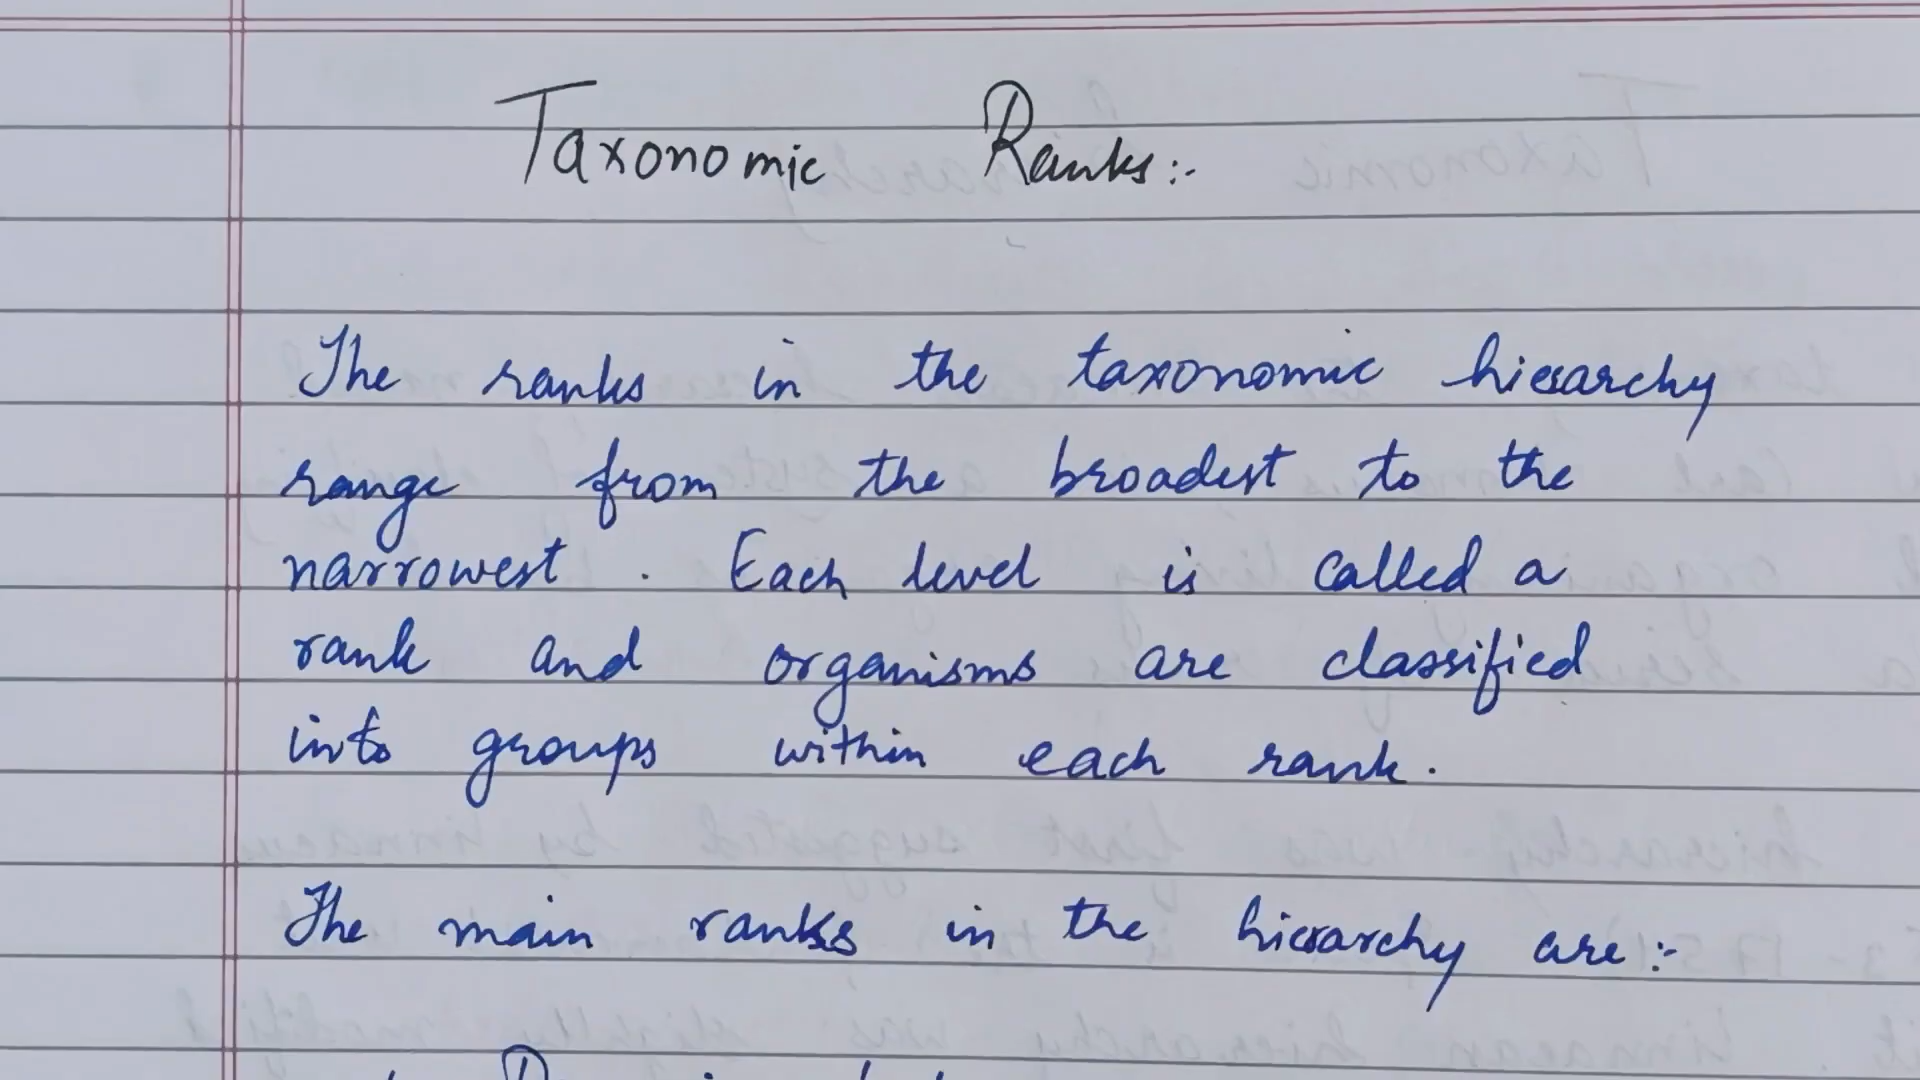 Taxonomic Ranks:-
The ranks in the taxonomic hierarchy
range from the broadest to the
narrowest. Each level is called a
rank and organisms are classified
into groups within each rank.
The main ranks in the hierarchy are:-